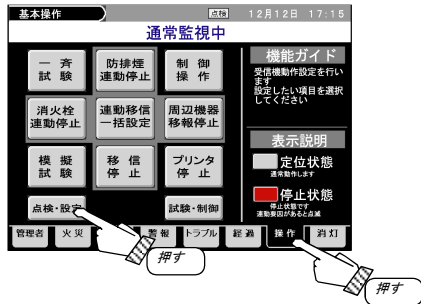 基本操作
点検 12月12日 17:15
通常監視中
一 斉
試 験
防排煙
連動停止
制 御
操 作
消火栓
連動停止
連動移信
一括設定
周辺機器
移報停止
模 擬
試 験
移 信
停 止
プリンタ
停 止
点検・設定
試験・制御
機能ガイド
受信機動作設定を行い
ます
設定したい項目を選択
してください
表示説明
定位状態
通常動作します
停止状態
停止状態です
連動要因があると点滅
管理者 火災 警報 トラブル 経過 操作 消灯
押す
押す